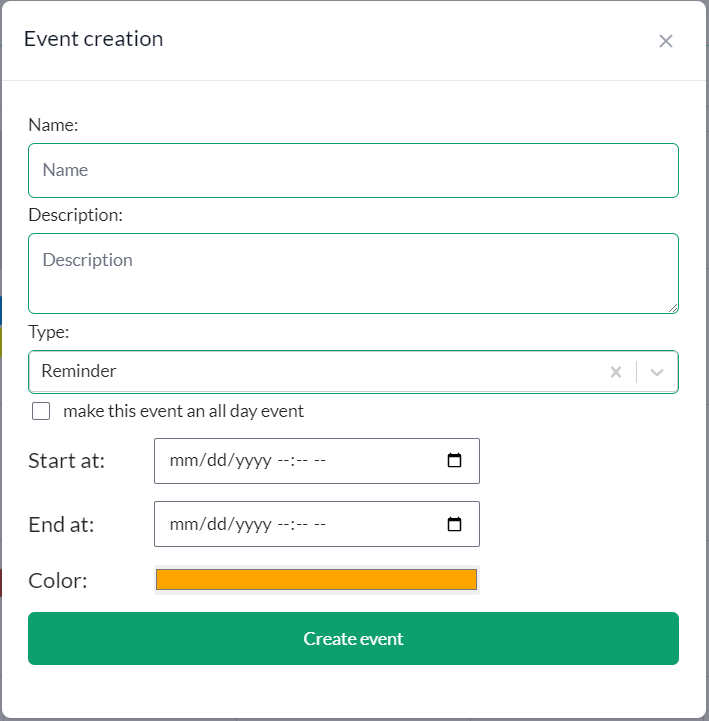 Event creation
Name:
Name
Description:
Description
Type:
Reminder
make this event an all day event
Start at: mm/dd/yyyy --:-- --
End at: mm/dd/yyyy --:-- --
Color:
Create event